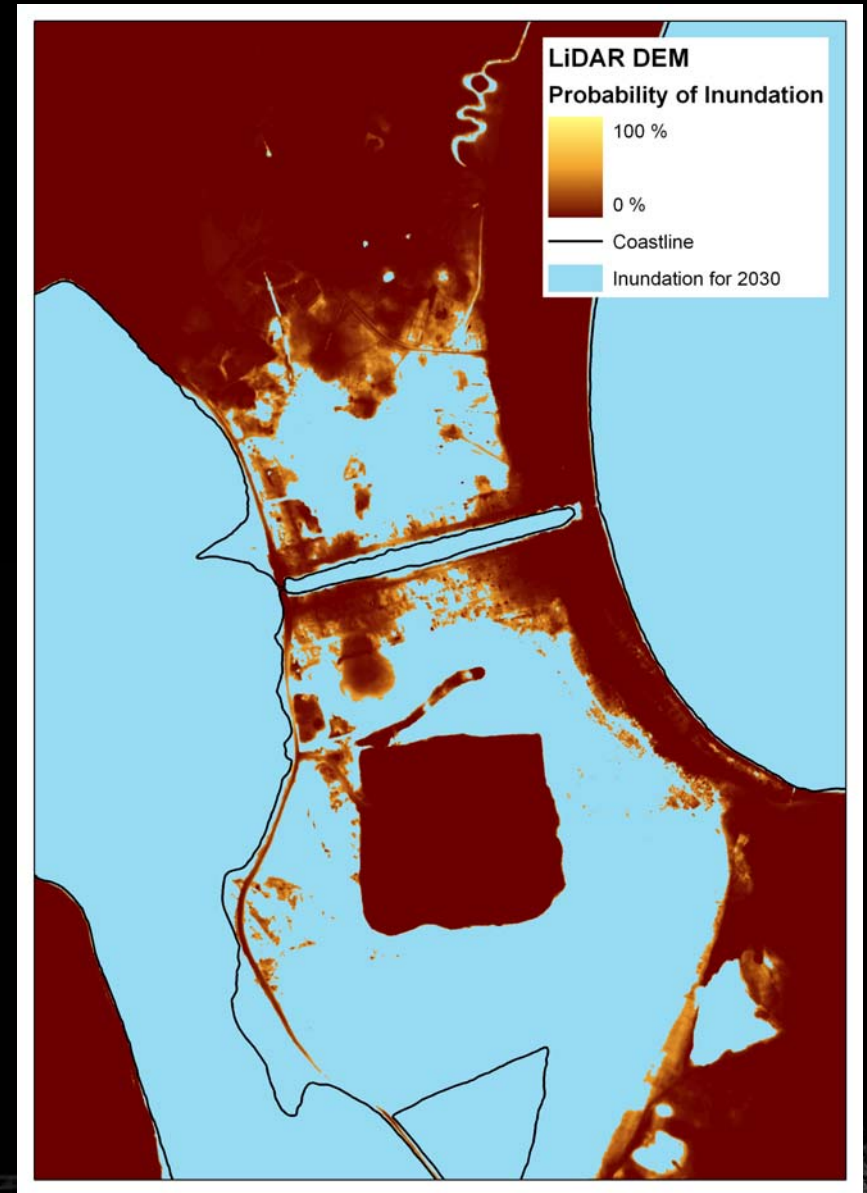 LiDAR DEM
Probability of Inundation
100 %
0 %
Coastline
Inundation for 2030